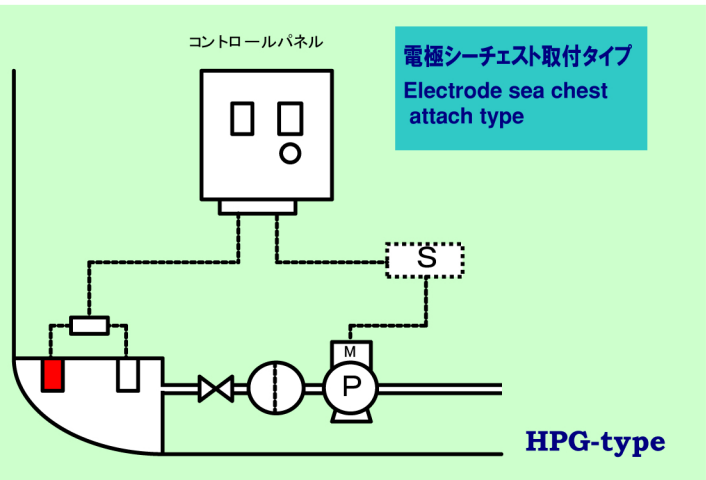 コントロールパネル
電極シーチェスト取付タイプ
Electrode sea chest
attach type
S
M
P
HPG-type